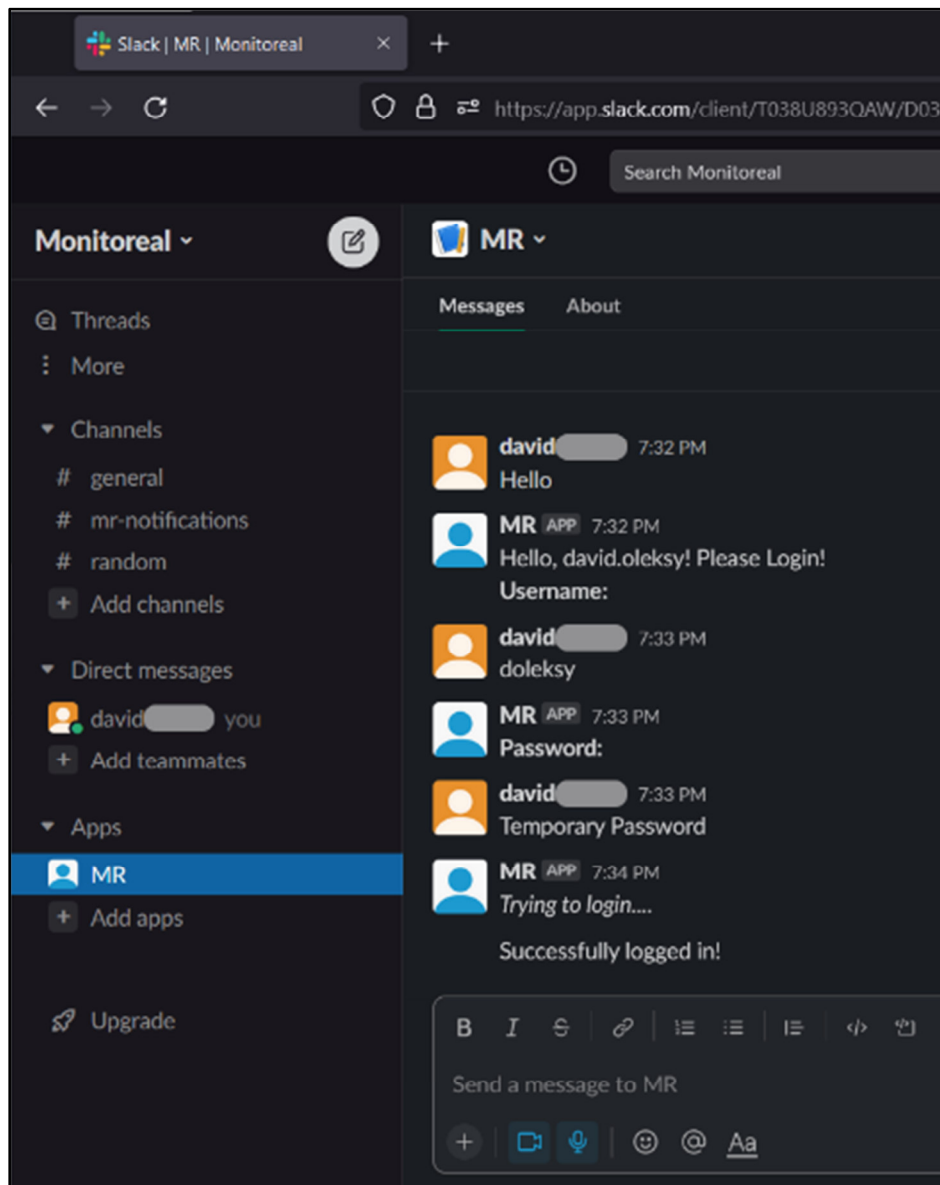 Slack | MR | Monitoreal
https://app.slack.com/client/T038U893QAW/D03
Search Monitoreal
Monitoreal
MR
Messages About
Threads
More
Channels
# general
# mr-notifications
# random
+ Add channels
Direct messages
david you
+ Add teammates
Apps
MR
+ Add apps
Upgrade
david 7:32 PM
Hello
MR APP 7:32 PM
Hello, david.oleksy! Please Login!
Username:
david 7:33 PM
doleksy
MR APP 7:33 PM
Password:
david 7:33 PM
Temporary Password
MR APP 7:34 PM
Trying to login....
Successfully logged in!
B I S
Send a message to MR
+ @ Aa